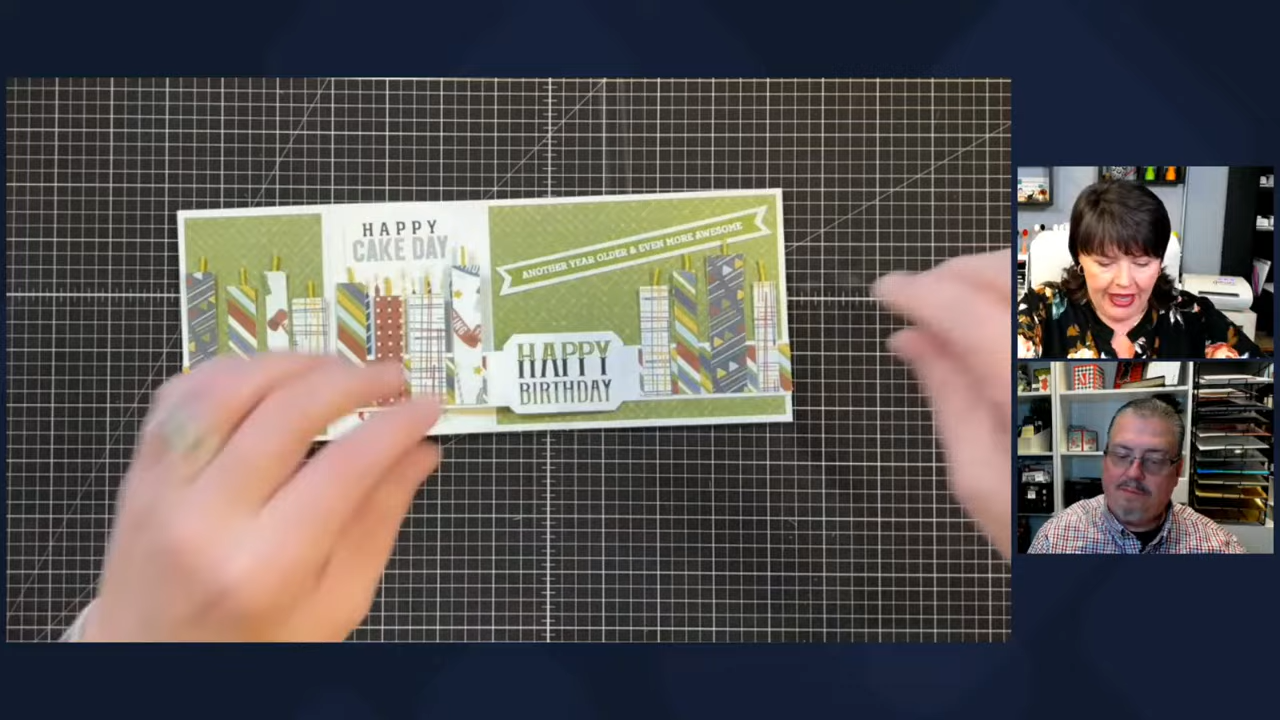 HAPPY
CAKE DAY
ANOTHER YEAR OLDER & EVEN MORE AWESOME
HAPPY
BIRTHDAY